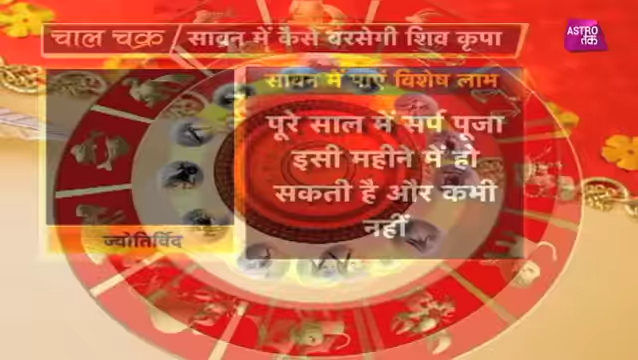 चाल चक्र / सावन में कैसे बरसेगी शिव कृपा
ASTRO
तक
सावन में पाएं विशेष लाभ
पूरे साल में सर्प पूजा
इसी महीने में हो
सकती है और कभी
नहीं
ज्योतिर्विद